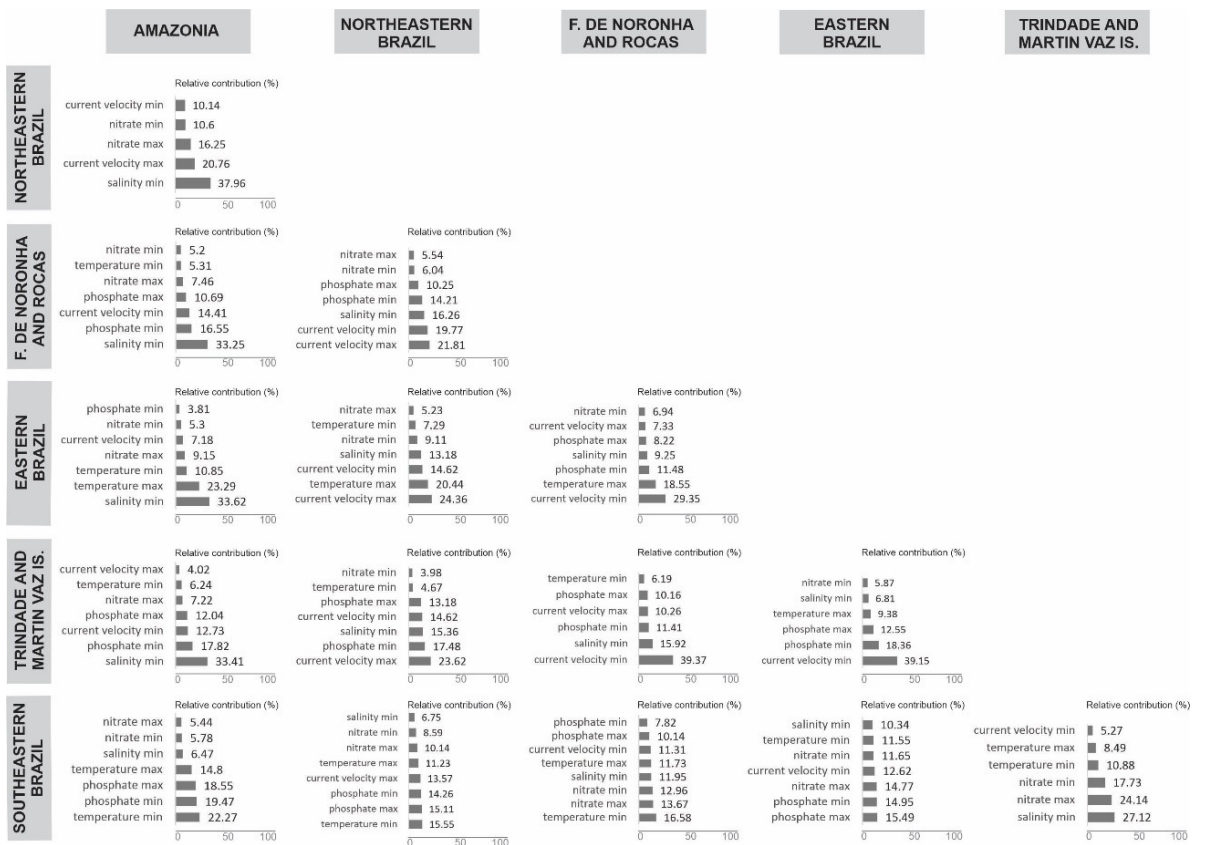 AMAZONIA
NORTHEASTERN
BRAZIL
F. DE NORONHA
AND ROCAS
EASTERN
BRAZIL
TRINDADE AND
MARTIN VAZ IS.
NORTHEASTERN
BRAZIL
Relative contribution (%)
current velocity min 10.14
nitrate min 10.6
nitrate max 16.25
current velocity max 20.76
salinity min 37.96
0 50 100
F. DE NORONHA
AND ROCAS
Relative contribution (%)
nitrate min 5.2
temperature min 5.31
nitrate max 7.46
phosphate max 10.69
current velocity min 14.41
phosphate min 16.55
salinity min 33.25
0 50 100
Relative contribution (%)
nitrate max 5.54
nitrate min 6.04
phosphate max 10.25
phosphate min 14.21
salinity min 16.26
current velocity min 19.77
current velocity max 21.81
0 50 100
EASTERN
BRAZIL
Relative contribution (%)
phosphate min 3.81
nitrate min 5.3
current velocity min 7.18
nitrate max 9.15
temperature min 10.85
temperature max 23.29
salinity min 33.62
0 50 100
Relative contribution (%)
nitrate max 5.23
temperature min 7.29
nitrate min 9.11
salinity min 13.18
current velocity min 14.62
temperature max 20.44
current velocity max 24.36
0 50 100
Relative contribution (%)
nitrate min 6.94
current velocity max 7.33
phosphate max 8.22
salinity min 9.25
phosphate min 11.48
temperature max 18.55
current velocity min 29.35
0 50 100
TRINDADE AND
MARTIN VAZ IS.
Relative contribution (%)
current velocity max 4.02
temperature min 6.24
nitrate max 7.22
phosphate max 12.04
current velocity min 12.73
phosphate min 17.82
salinity min 33.41
0 50 100
Relative contribution (%)
nitrate min 3.98
temperature min 4.67
phosphate max 13.18
current velocity min 14.62
salinity min 15.36
phosphate min 17.48
current velocity max 23.62
0 50 100
Relative contribution (%)
temperature min 6.19
phosphate max 10.16
current velocity max 10.26
phosphate min 11.41
salinity min 15.92
current velocity min 39.37
0 50 100
Relative contribution (%)
nitrate min 5.87
salinity min 6.81
temperature max 9.38
phosphate max 12.55
phosphate min 18.36
current velocity min 39.15
0 50 100
SOUTHEASTERN
BRAZIL
Relative contribution (%)
nitrate max 5.44
nitrate min 5.78
salinity min 6.47
temperature max 14.8
phosphate max 18.55
phosphate min 19.47
temperature min 22.27
0 50 100
Relative contribution (%)
salinity min 6.75
nitrate min 8.59
nitrate max 10.14
temperature max 11.23
current velocity max 13.57
phosphate min 14.26
phosphate max 15.11
temperature min 15.55
0 50 100
Relative contribution (%)
phosphate min 7.82
phosphate max 10.14
current velocity min 11.31
temperature max 11.73
salinity min 11.95
nitrate min 12.96
nitrate max 13.67
temperature min 16.58
0 50 100
Relative contribution (%)
salinity min 10.34
temperature min 11.55
nitrate min 11.65
current velocity min 12.62
nitrate max 14.77
phosphate min 14.95
phosphate max 15.49
0 50 100
Relative contribution (%)
current velocity min 5.27
temperature max 8.49
temperature min 10.88
nitrate min 17.73
nitrate max 24.14
salinity min 27.12
0 50 100